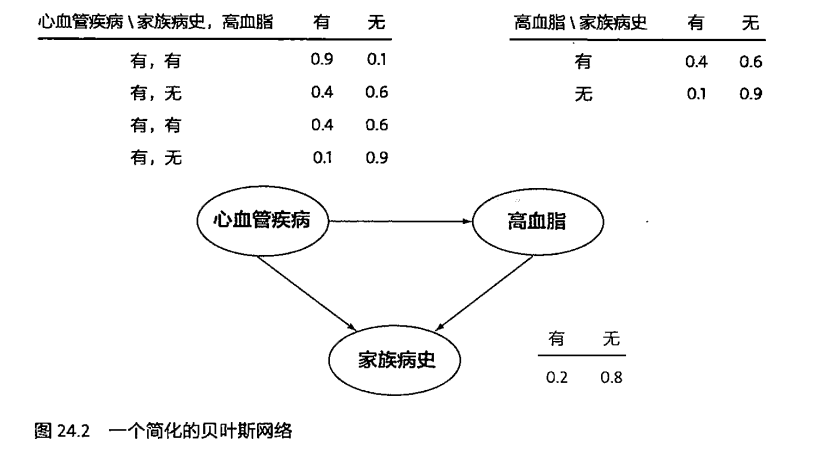 心血管疾病\家族病史，高血脂 有 无
有，有 0.9 0.1
有，无 0.4 0.6
有，有 0.4 0.6
有，无 0.1 0.9
高血脂\家族病史 有 无
有 0.4 0.6
无 0.1 0.9
心血管疾病
高血脂
家族病史
有 无
0.2 0.8
图 24.2 一个简化的贝叶斯网络